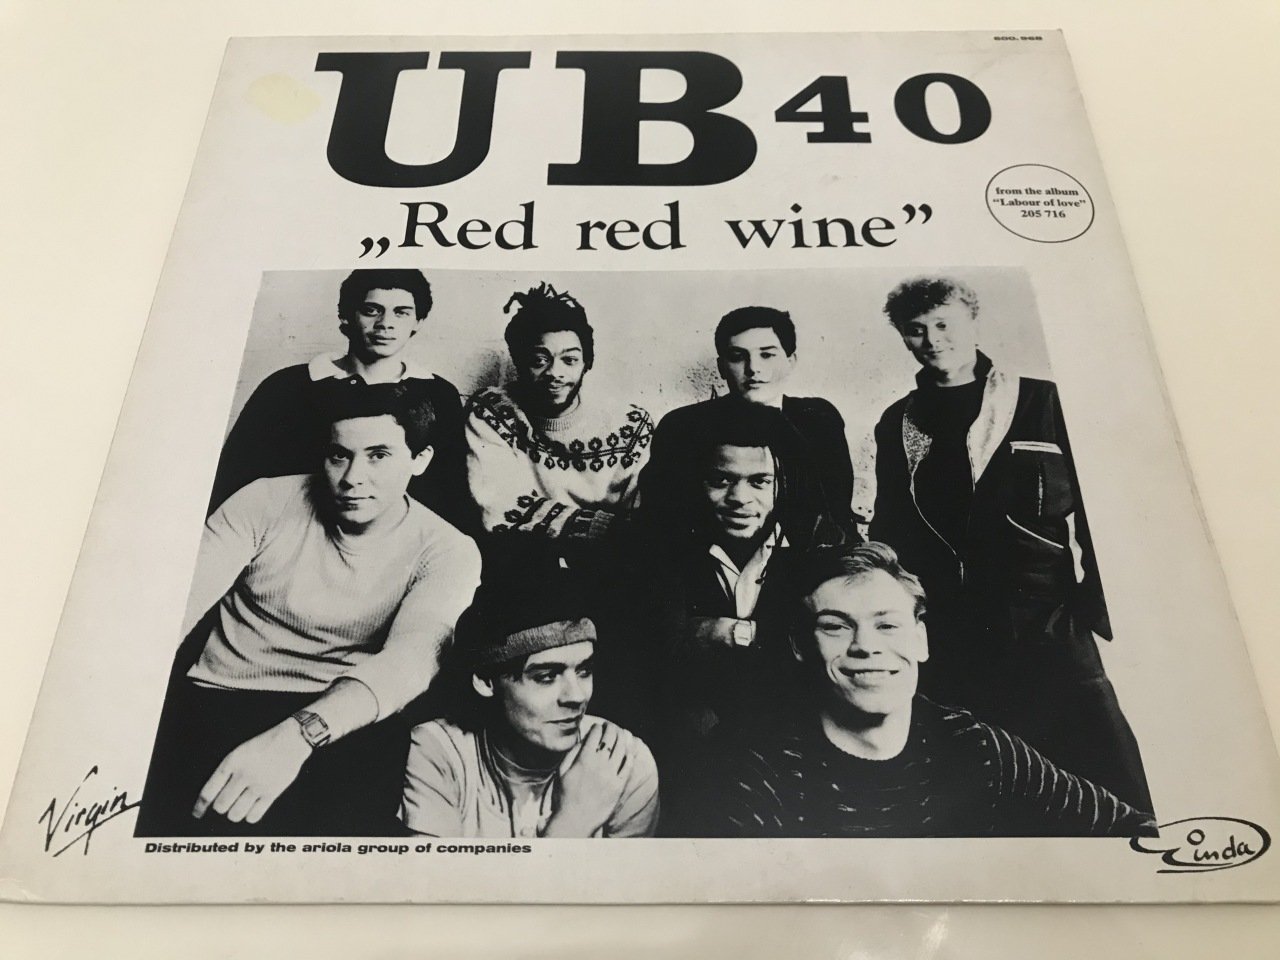 600.968
UB40
„Red red wine”
from the album
"Labour of love"
205 716
Virgin
Distributed by the ariola group of companies